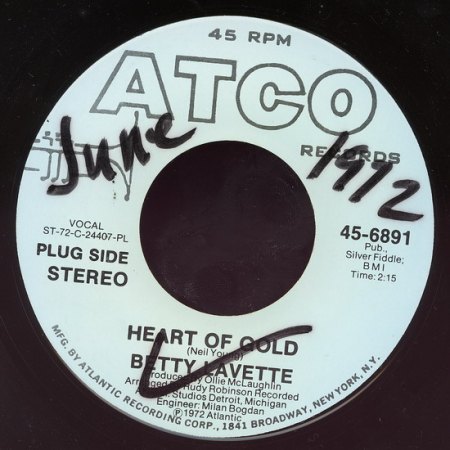 45 RPM
ATCO
RECORDS
June 1972
VOCAL
ST-72-C-24407-PL
PLUG SIDE
STEREO
45-6891
Pub.,
Silver Fiddle;
BMI
Time: 2:15
HEART OF GOLD
(Neil Young)
BETTY LAVETTE
Produced by Ollie McLaughlin
Arranged by Rudy Robinson Recorded
Studios Detroit, Michigan
Engineer: Milan Bogdan
Ⓟ1972 Atlantic
MFG. BY ATLANTIC RECORDING CORP., 1841 BROADWAY, NEW YORK, N.Y.